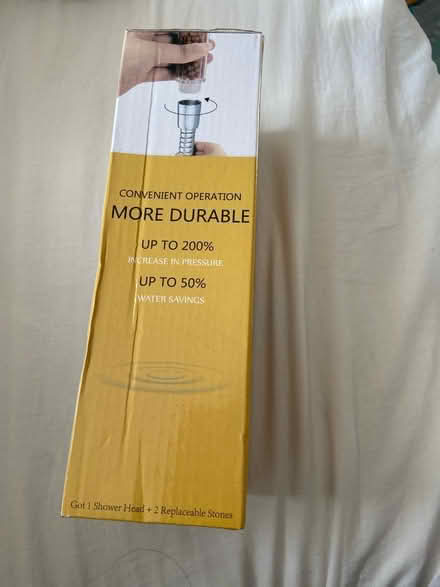 CONVENIENT OPERATION
MORE DURABLE
UP TO 200%
INCREASE IN PRESSURE
UP TO 50%
WATER SAVINGS
Got 1 Shower Head + 2 Replaceable Stones